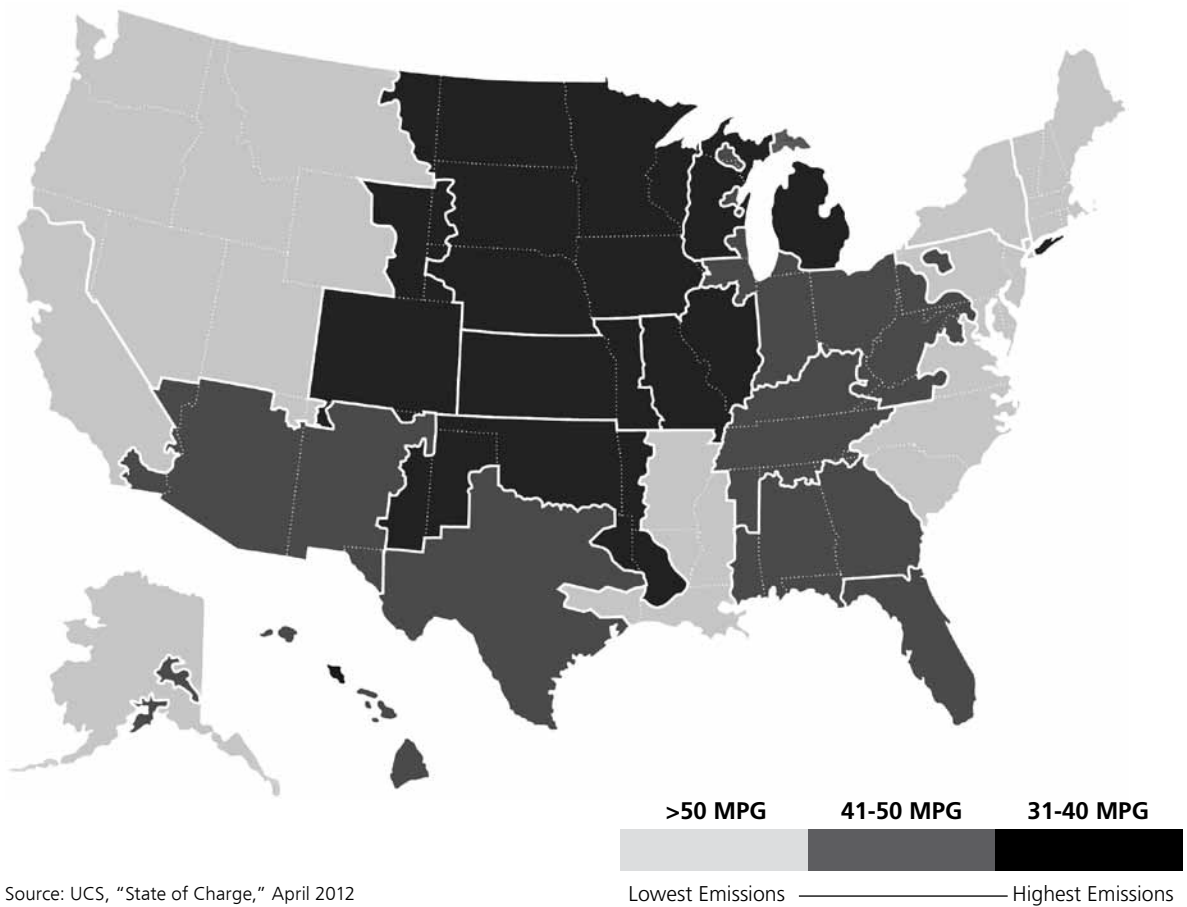 >50 MPG 41-50 MPG 31-40 MPG
Source: UCS, “State of Charge,” April 2012
Lowest Emissions Highest Emissions